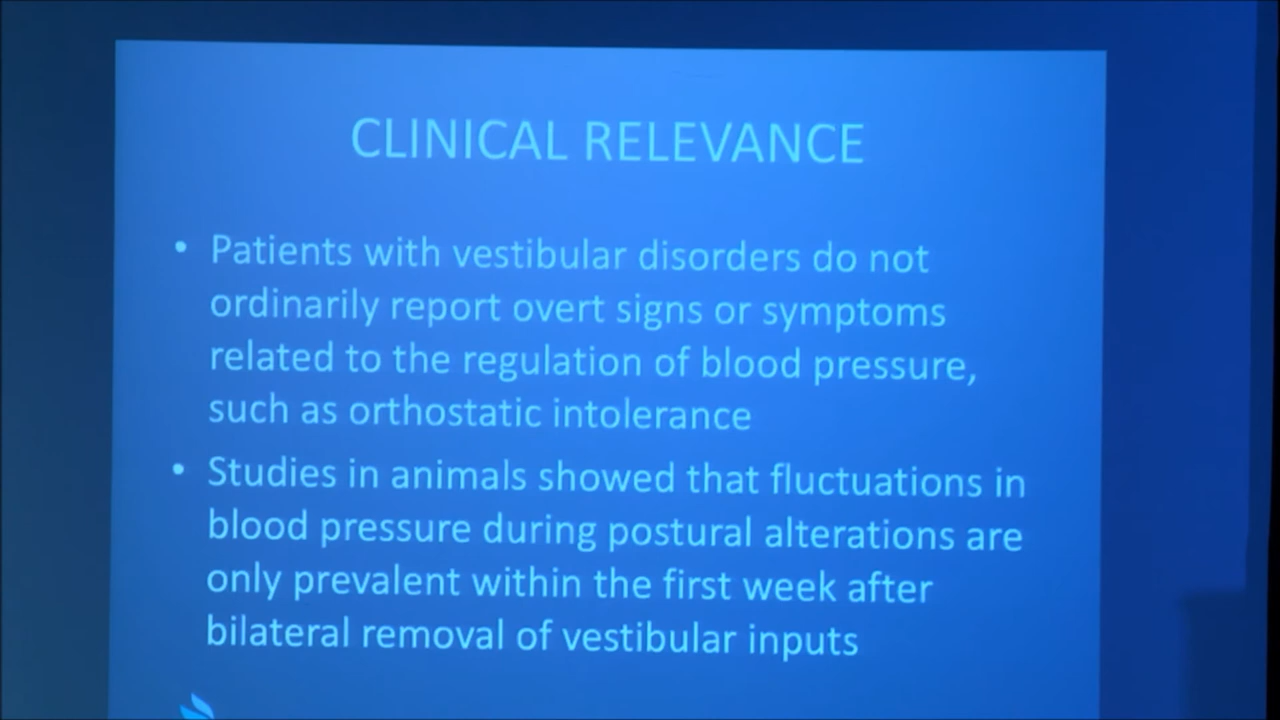 CLINICAL RELEVANCE
• Patients with vestibular disorders do not
ordinarily report overt signs or symptoms
related to the regulation of blood pressure,
such as orthostatic intolerance
• Studies in animals showed that fluctuations in
blood pressure during postural alterations are
only prevalent within the first week after
bilateral removal of vestibular inputs